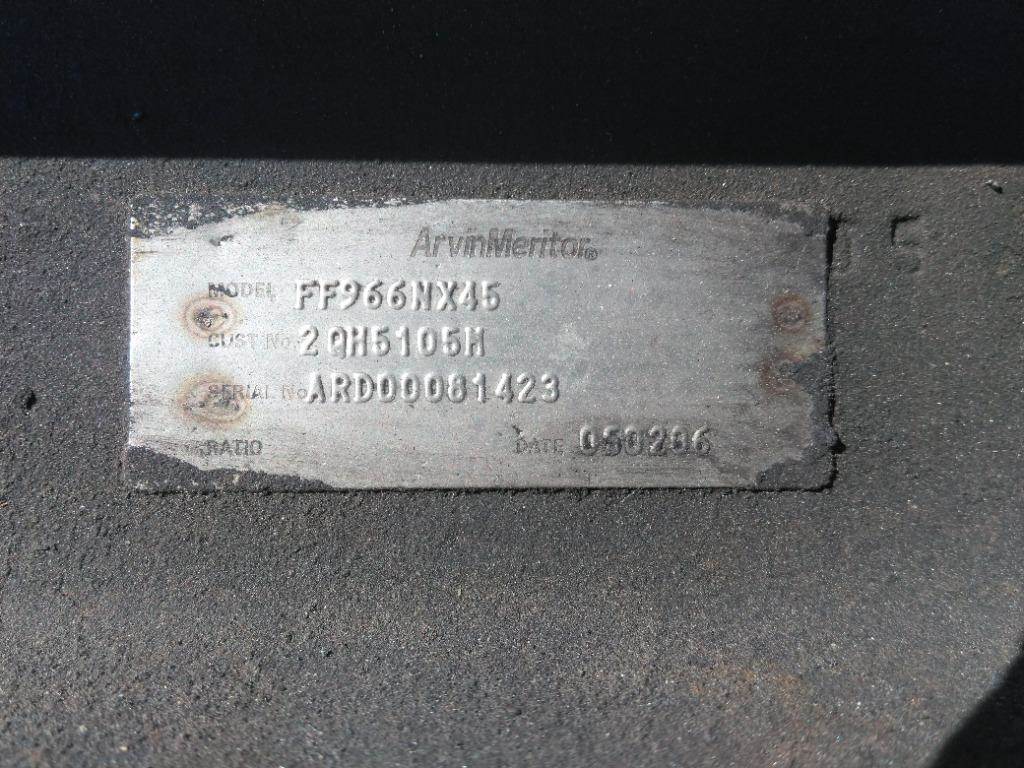 ArvinMeritor®
MODEL FF966NX45
CUST No. 2QH5105M
SERIAL No ARD00081423
RATIO DATE 050206